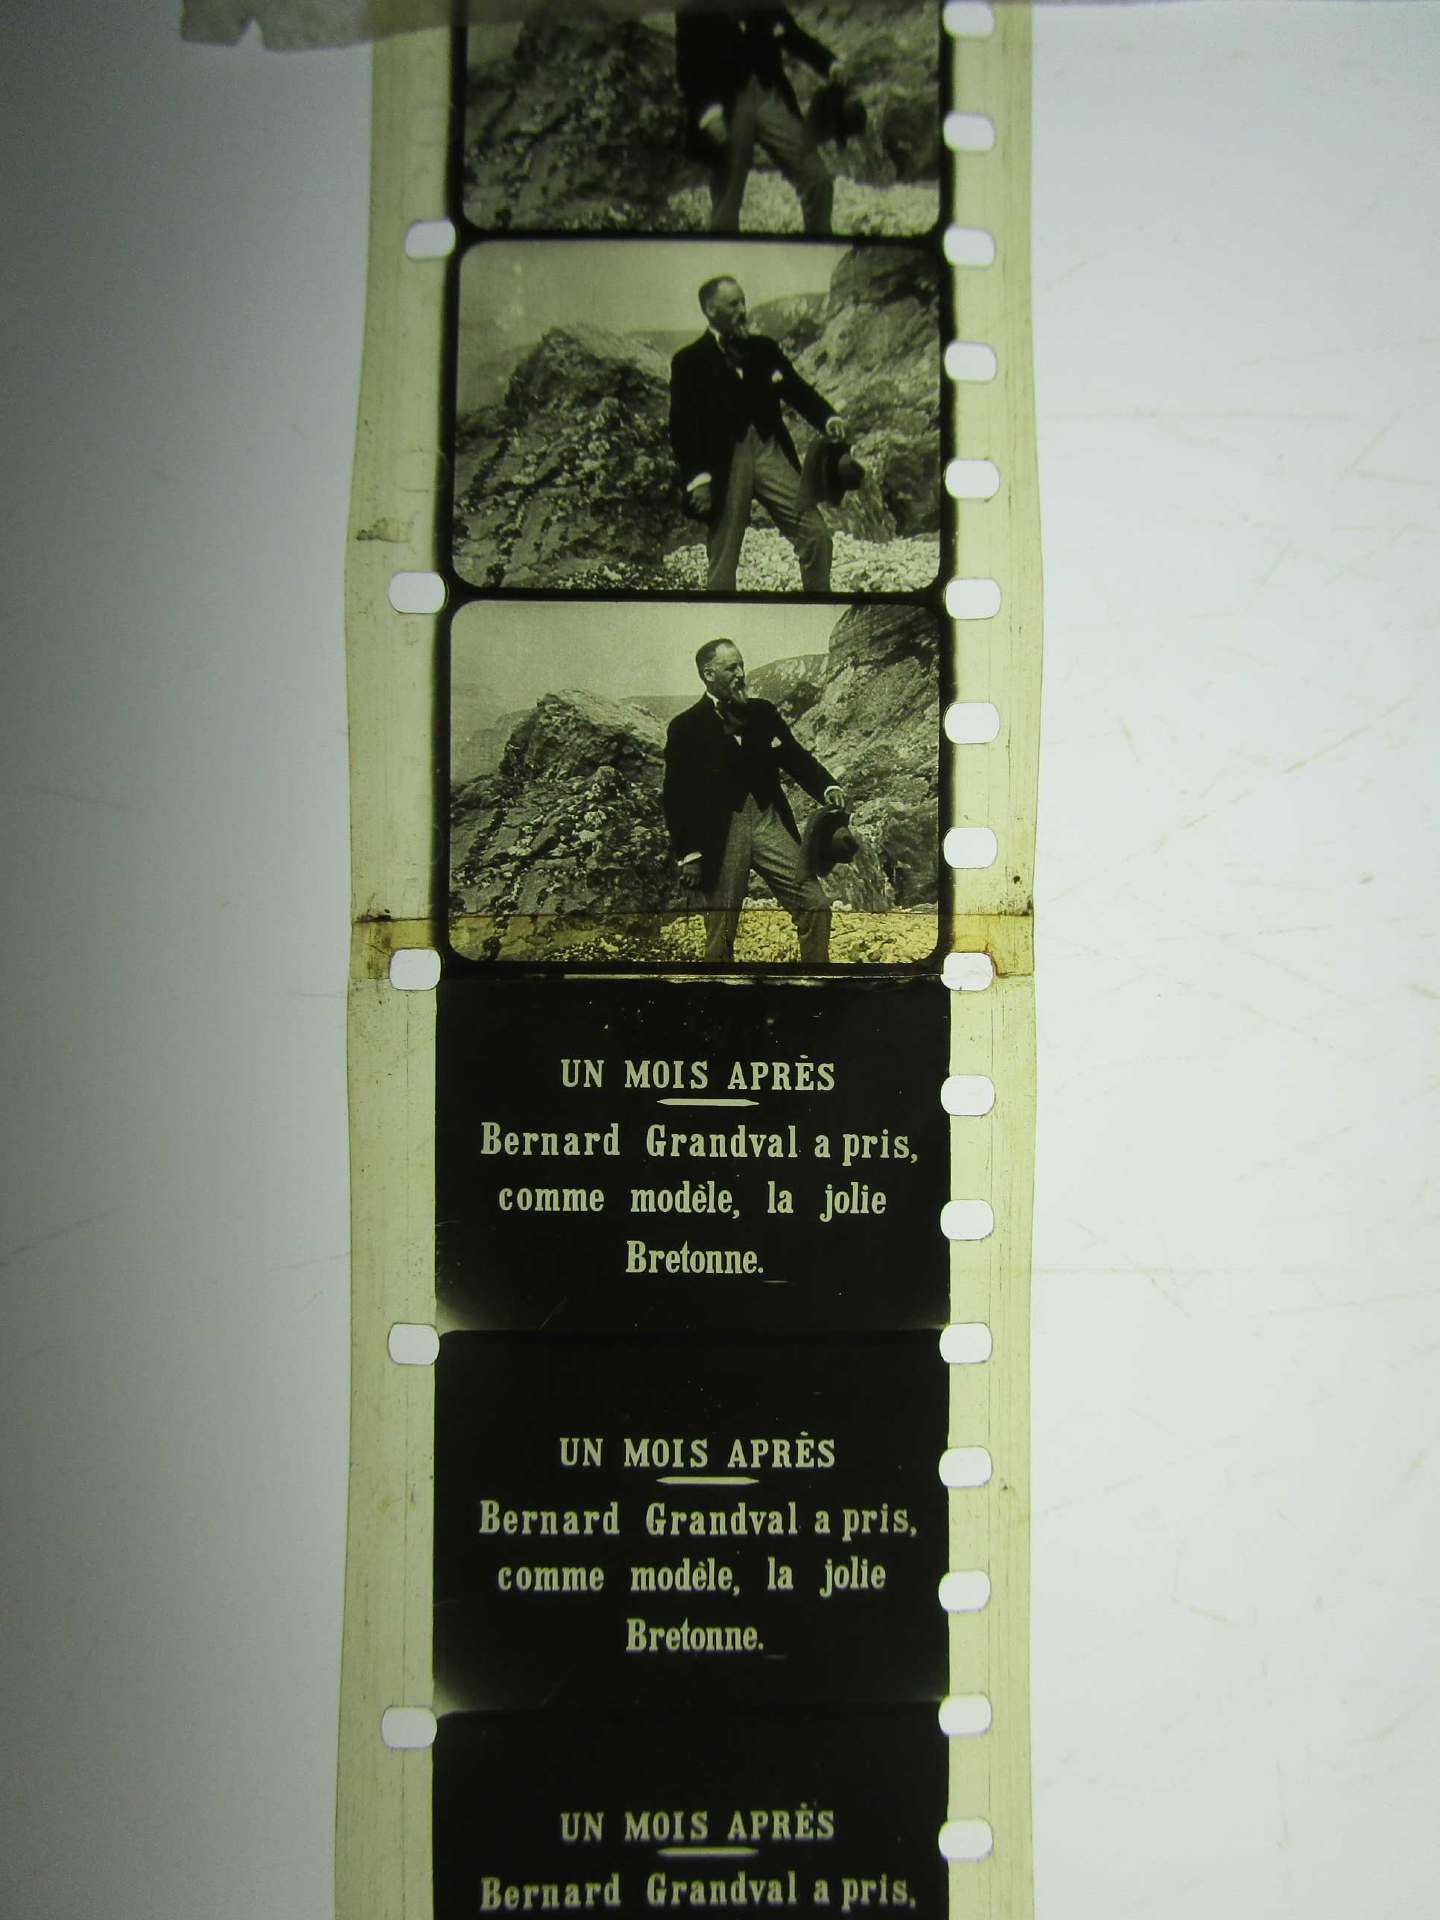 UN MOIS APRÈS
Bernard Grandval a pris,
comme modèle, la jolie
Bretonne.
UN MOIS APRÈS
Bernard Grandval a pris,
comme modèle, la jolie
Bretonne.
UN MOIS APRÈS
Bernard Grandval a pris,